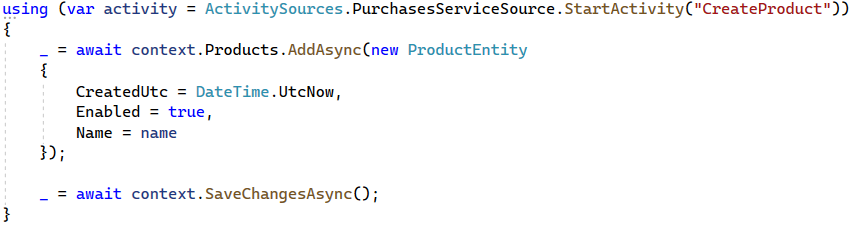 using (var activity = ActivitySources.PurchasesServiceSource.StartActivity("CreateProduct"))
{
    _ = await context.Products.AddAsync(new ProductEntity
    {
        CreatedUtc = DateTime.UtcNow,
        Enabled = true,
        Name = name
    });

    _ = await context.SaveChangesAsync();
}